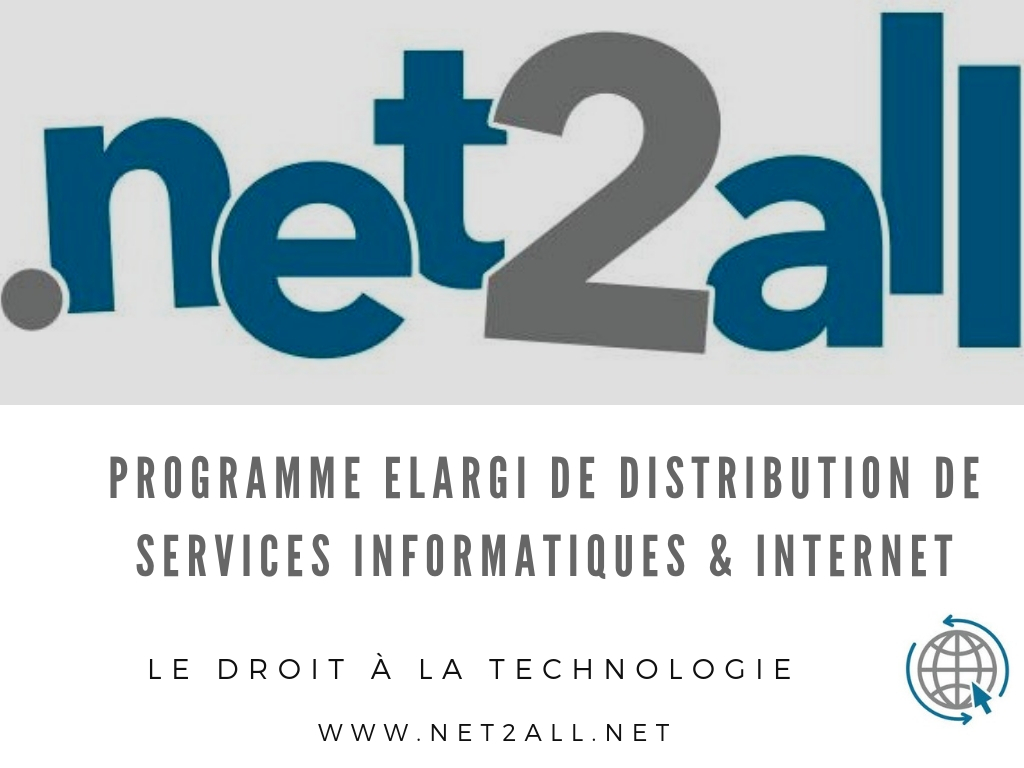 .net2all
PROGRAMME ELARGI DE DISTRIBUTION DE
SERVICES INFORMATIQUES & INTERNET
LE DROIT À LA TECHNOLOGIE
WWW.NET2ALL.NET